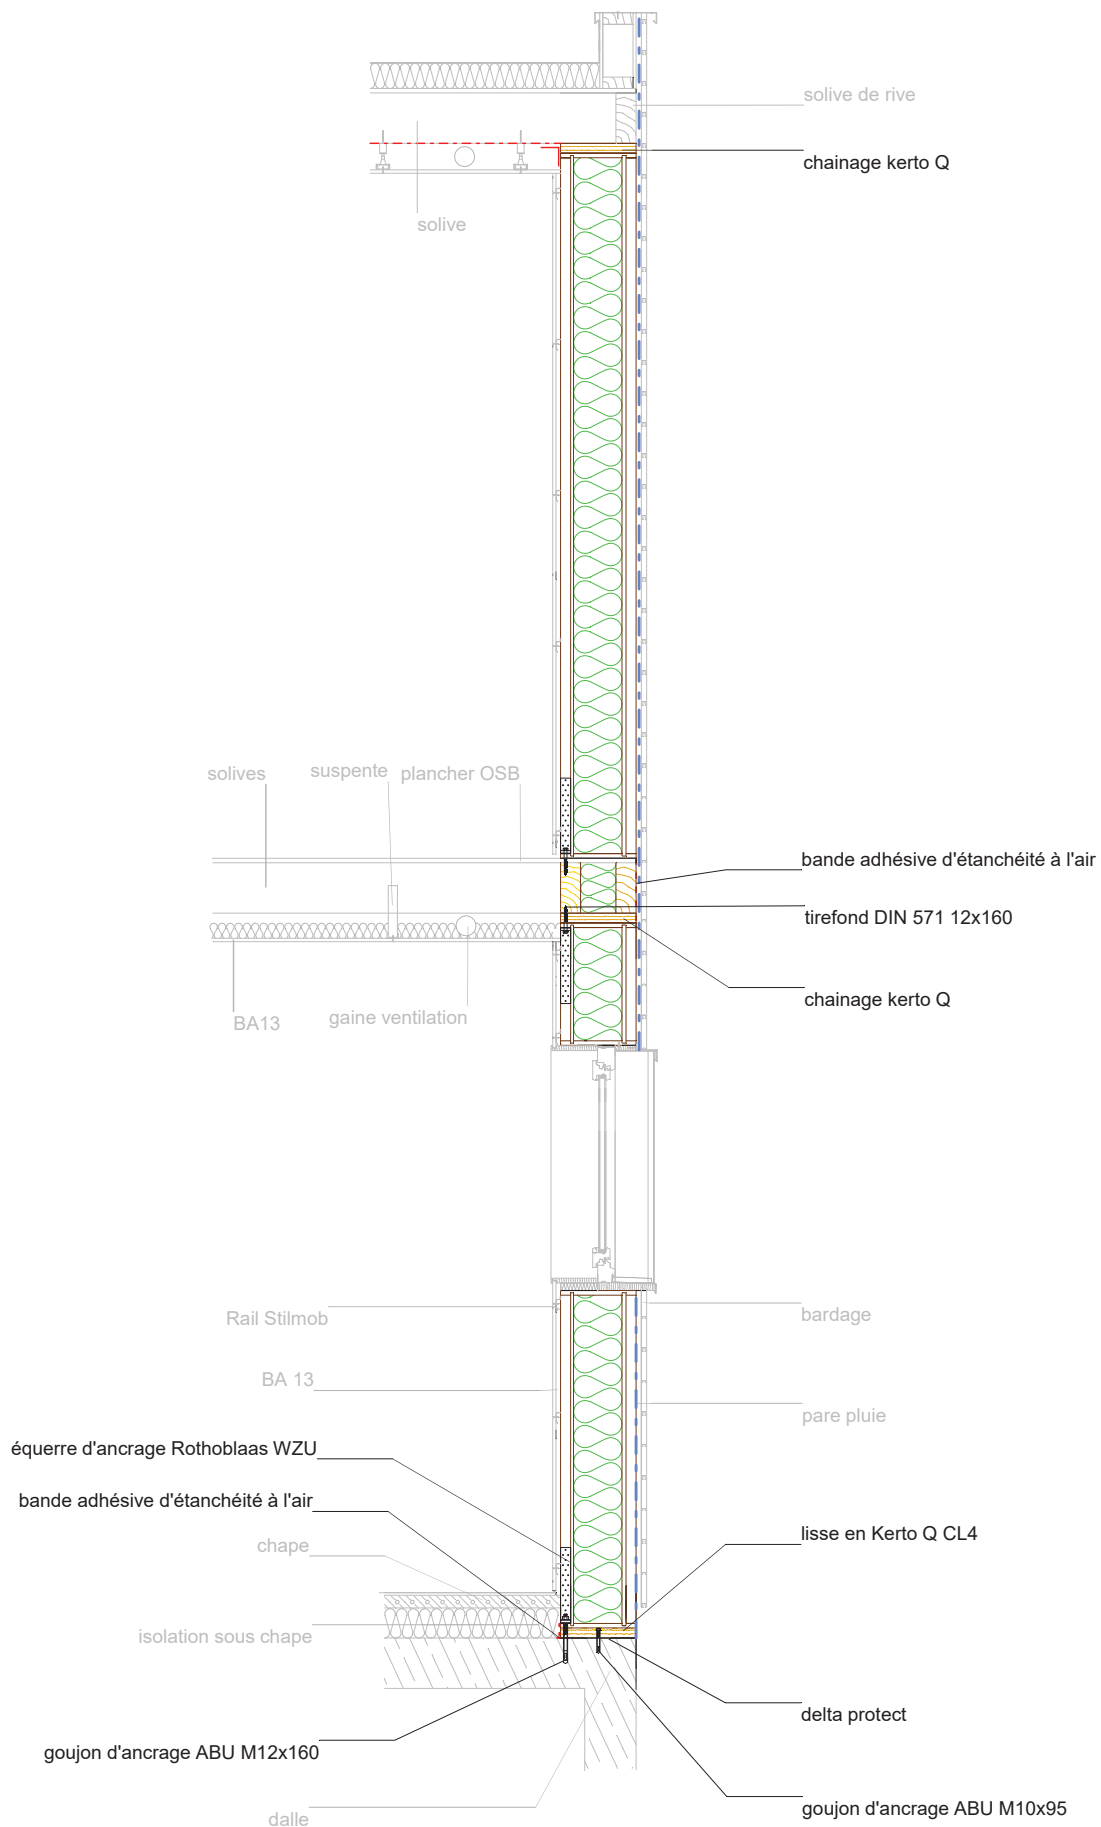 solive de rive
chainage kerto Q
solive
solives
suspente
plancher OSB
bande adhésive d'étanchéité à l'air
tirefond DIN 571 12x160
chainage kerto Q
BA13
gaine ventilation
Rail Stilmob
bardage
BA 13
pare pluie
équerre d'ancrage Rothoblaas WZU
bande adhésive d'étanchéité à l'air
lisse en Kerto Q CL4
chape
isolation sous chape
delta protect
goujon d'ancrage ABU M12x160
goujon d'ancrage ABU M10x95
dalle